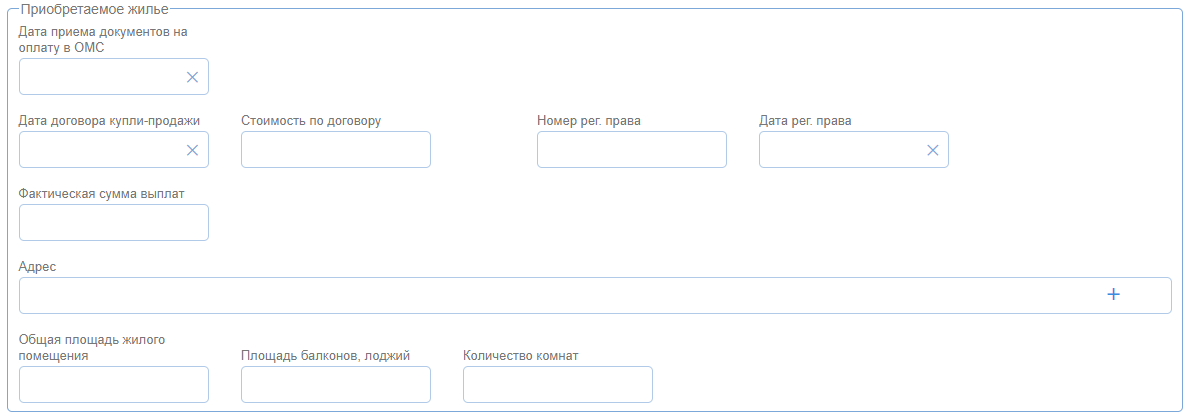 Приобретаемое жилье
Дата приема документов на
оплату в ОМС
Дата договора купли-продажи
Стоимость по договору
Номер рег. права
Дата рег. права
Фактическая сумма выплат
Адрес
Общая площадь жилого
помещения
Площадь балконов, лоджий
Количество комнат